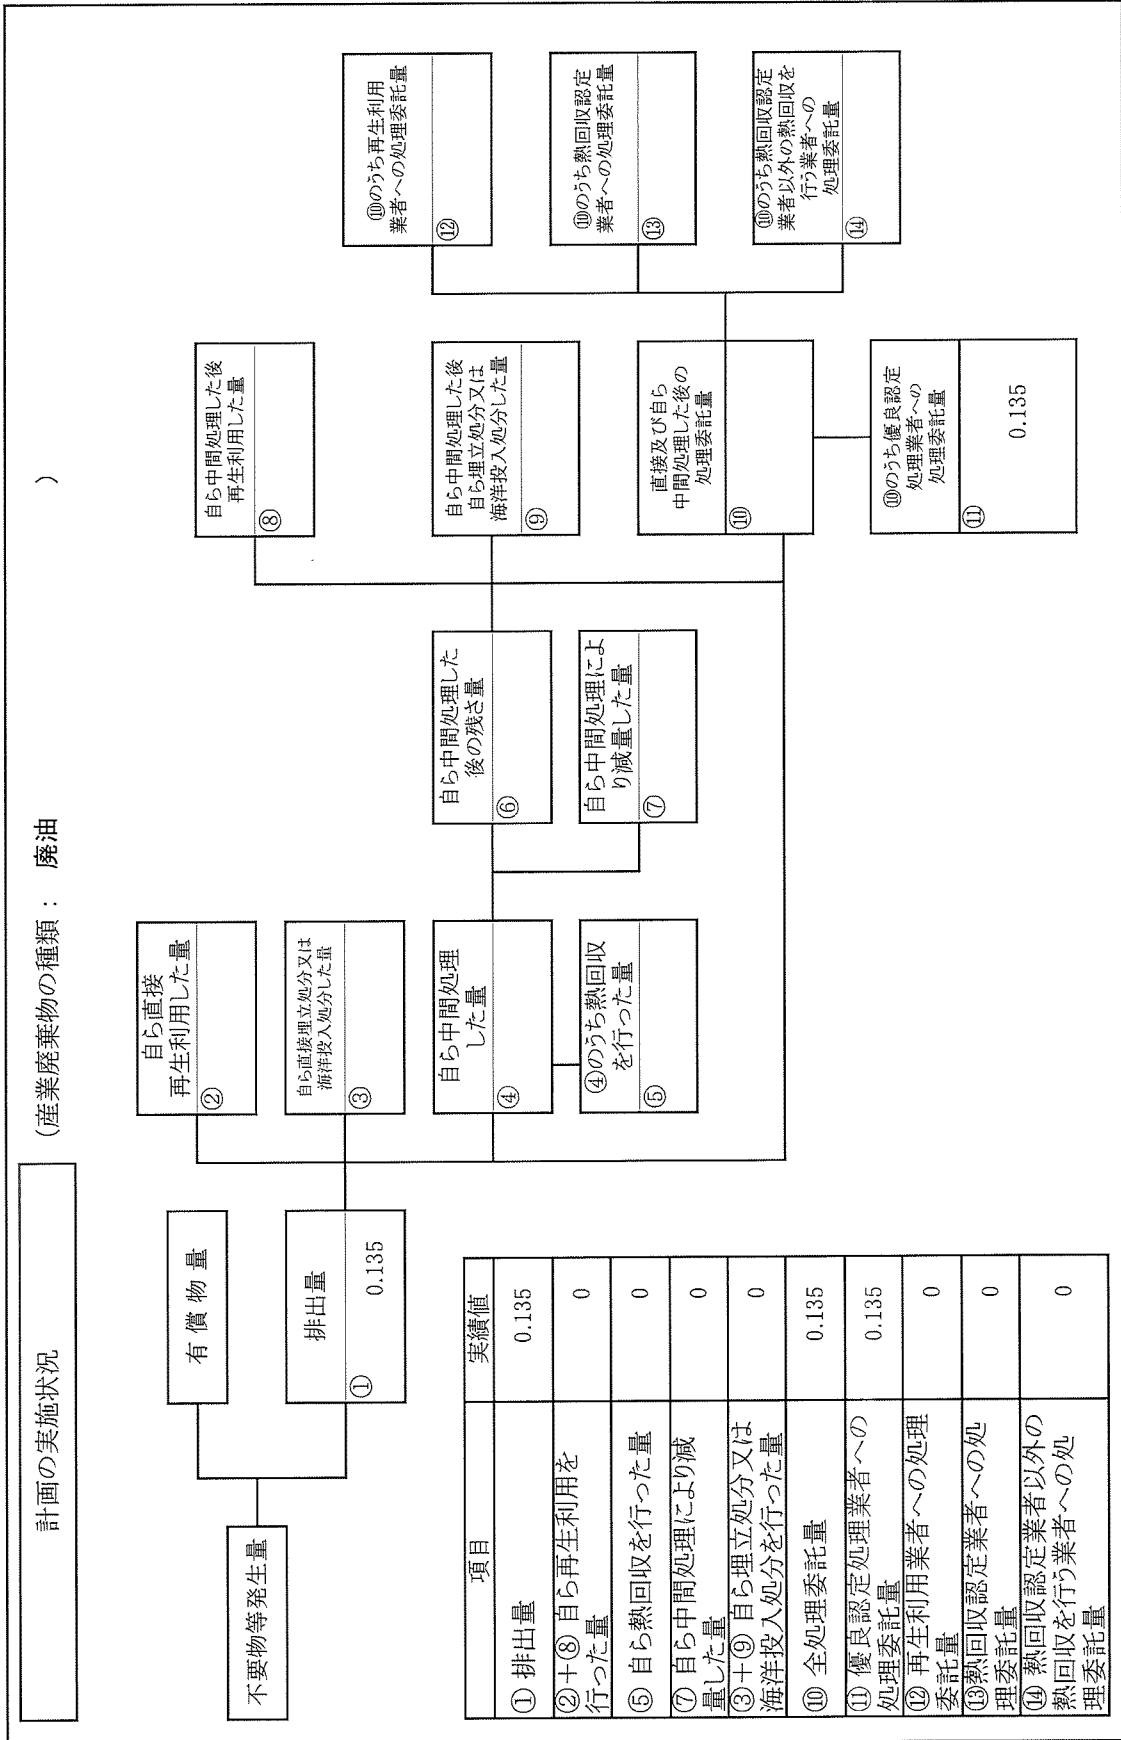 計画の実施状況
(産業廃棄物の種類： 廃油 )
不要物等発生量
有償物量
排出量
① 0.135
自ら直接
再生利用した量
②
自ら直接埋立処分又は
海洋投入処分した量
③
自ら中間処理
した量
④
④のうち熱回収
を行った量
⑤
自ら中間処理した
後の残さ量
⑥
自ら中間処理によ
り減量した量
⑦
自ら中間処理した後
再生利用した量
⑧
自ら中間処理した後
自ら埋立処分又は
海洋投入処分した量
⑨
直接及び自ら
中間処理した後の
処理委託量
⑩
⑩のうち優良認定
処理業者への
処理委託量
⑪
0.135
⑩のうち再生利用
業者への処理委託量
⑫
⑩のうち熱回収認定
業者への処理委託量
⑬
⑩のうち熱回収認定
業者以外の熱回収を
行う業者への
処理委託量
⑭
項目 実績値
① 排出量 0.135
②＋⑧ 自ら再生利用を
行った量 0
⑤ 自ら熱回収を行った量 0
⑦ 自ら中間処理により減
量した量 0
③＋⑨ 自ら埋立処分又は
海洋投入処分を行った量 0
⑩ 全処理委託量 0.135
⑪ 優良認定処理業者への
処理委託量 0.135
⑫ 再生利用業者への処理
委託量 0
⑬熱回収認定業者への処
理委託量 0
⑭ 熱回収認定業者以外の
熱回収を行う業者への処
理委託量 0